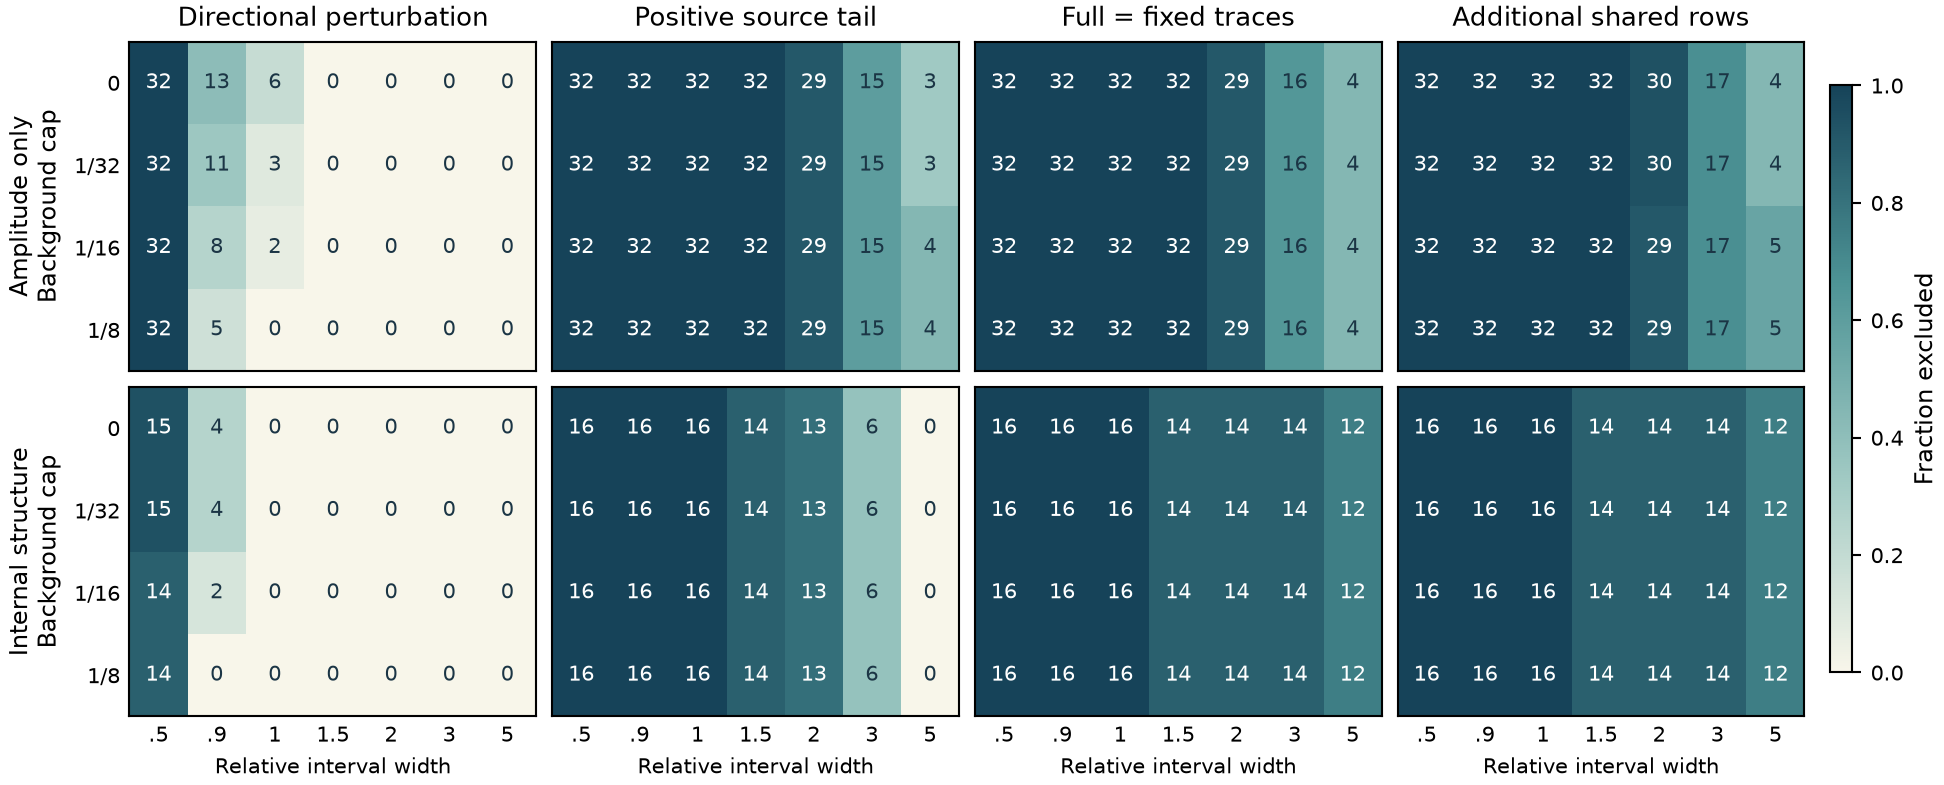 Directional perturbation Positive source tail Full = fixed traces Additional shared rows
Amplitude only
Background cap
0 32 13 6 0 0 0 0 32 32 32 32 29 15 3 32 32 32 32 29 16 4 32 32 32 32 30 17 4
1/32 32 11 3 0 0 0 0 32 32 32 32 29 15 3 32 32 32 32 29 16 4 32 32 32 32 30 17 4
1/16 32 8 2 0 0 0 0 32 32 32 32 29 15 4 32 32 32 32 29 16 4 32 32 32 32 29 17 5
1/8 32 5 0 0 0 0 0 32 32 32 32 29 15 4 32 32 32 32 29 16 4 32 32 32 32 29 17 5
Internal structure
Background cap
0 15 4 0 0 0 0 0 16 16 16 14 13 6 0 16 16 16 14 14 14 12 16 16 16 14 14 14 12
1/32 15 4 0 0 0 0 0 16 16 16 14 13 6 0 16 16 16 14 14 14 12 16 16 16 14 14 14 12
1/16 14 2 0 0 0 0 0 16 16 16 14 13 6 0 16 16 16 14 14 14 12 16 16 16 14 14 14 12
1/8 14 0 0 0 0 0 0 16 16 16 14 13 6 0 16 16 16 14 14 14 12 16 16 16 14 14 14 12
.5 .9 1 1.5 2 3 5 .5 .9 1 1.5 2 3 5 .5 .9 1 1.5 2 3 5 .5 .9 1 1.5 2 3 5
Relative interval width Relative interval width Relative interval width Relative interval width
1.0
0.8
0.6
0.4
0.2
0.0
Fraction excluded